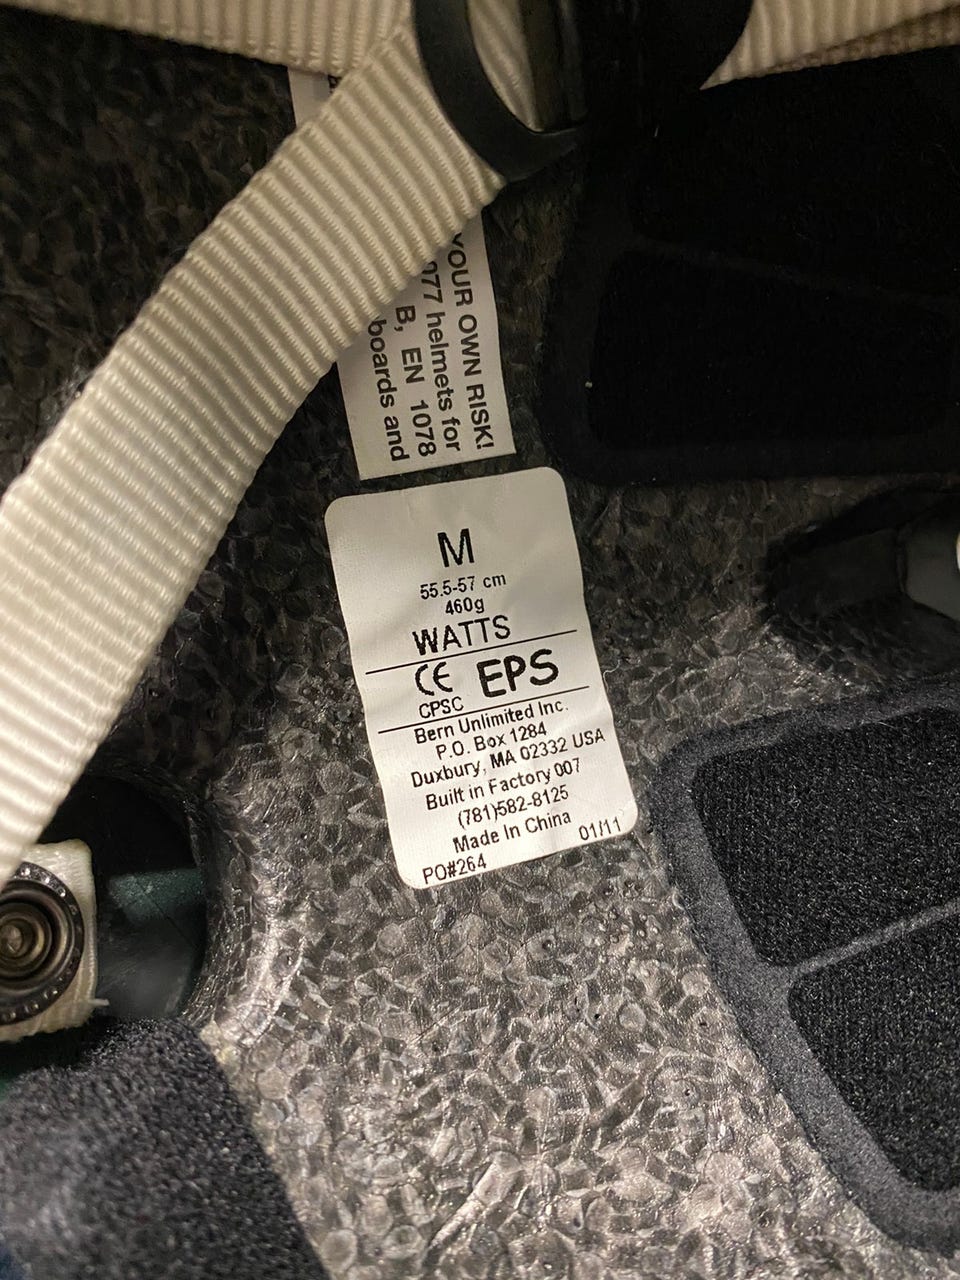 YOUR OWN RISK!
077 helmets for
B, EN 1078
boards and
M
55.5-57 cm
460g
WATTS
CE EPS
CPSC
Bern Unlimited Inc.
P.O. Box 1284
Duxbury, MA 02332 USA
Built in Factory 007
(781)582-8125
Made In China
PO#264 01/11